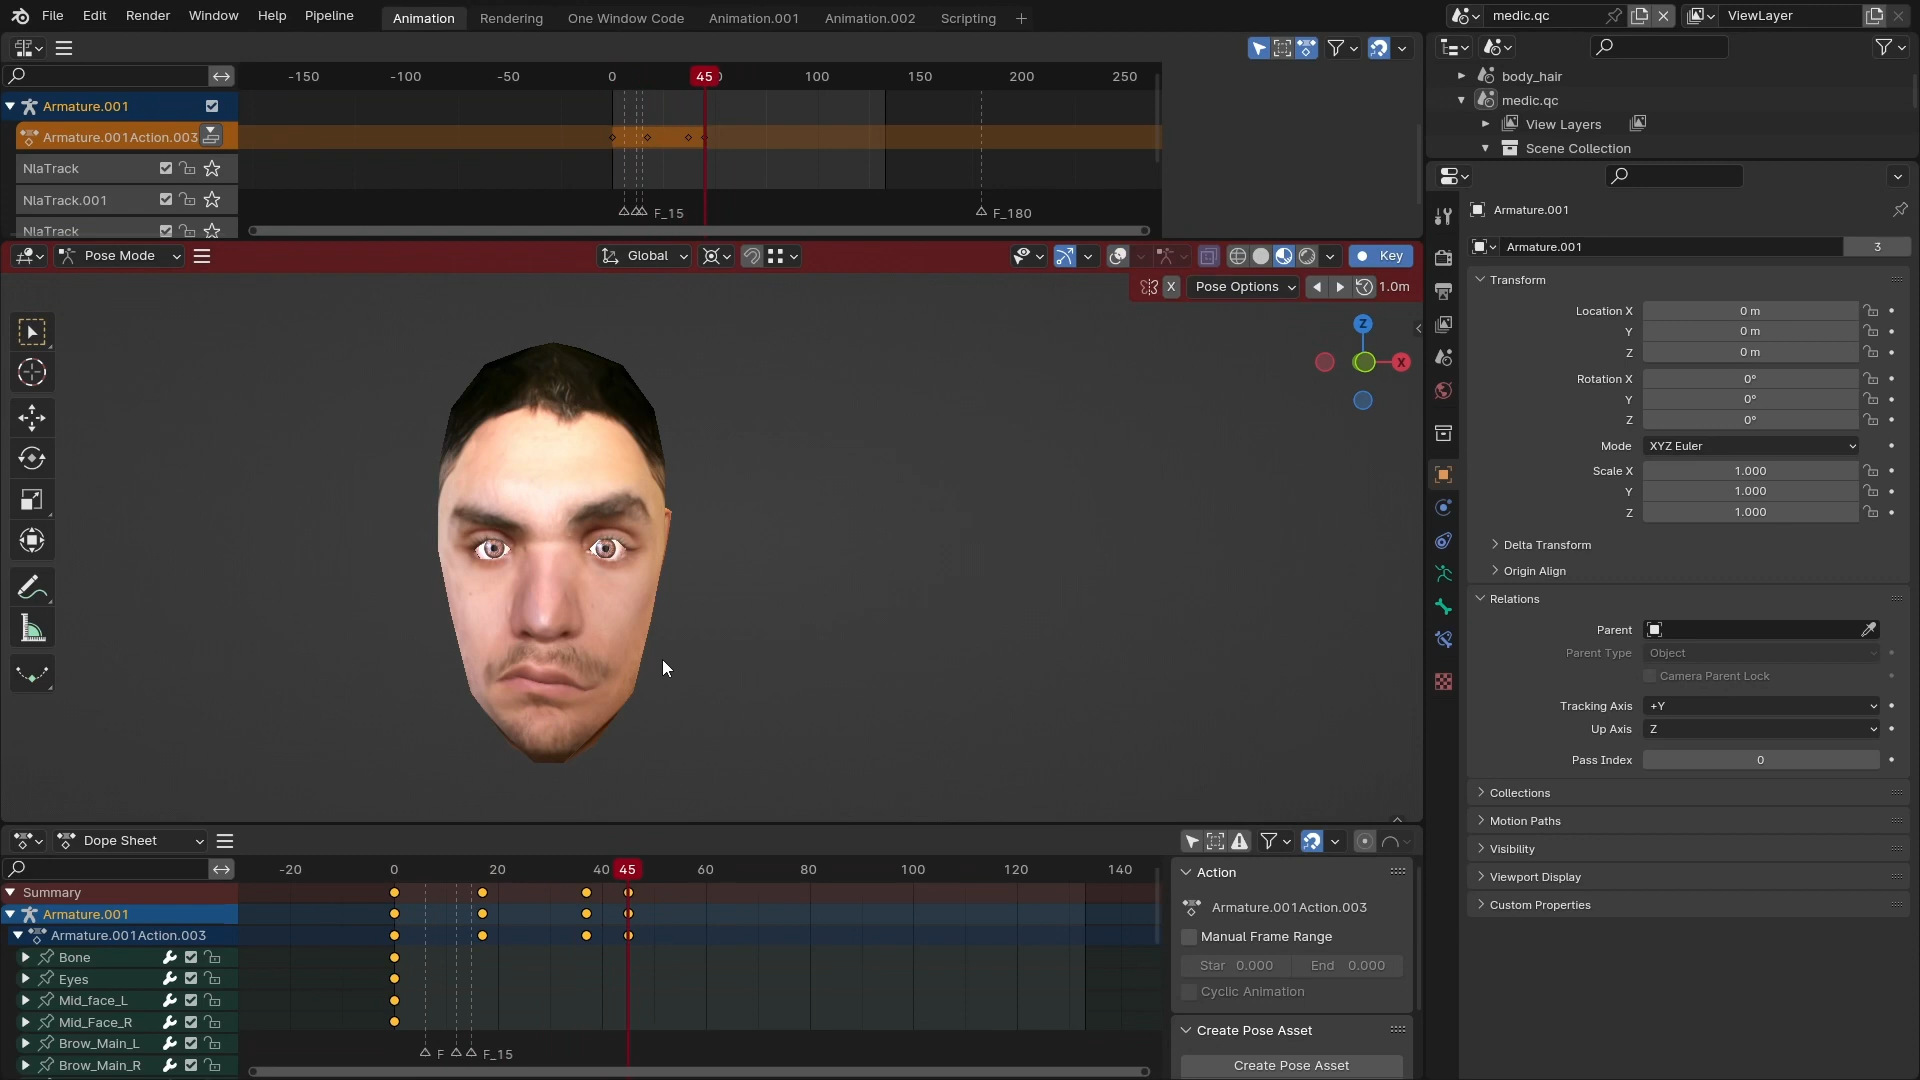 File Edit Render Window Help Pipeline Animation Rendering One Window Code Animation.001 Animation.002 Scripting medic.qc ViewLayer
-150 -100 -50 0 45 100 150 200 250
Armature.001
Armature.001Action.003
NlaTrack
NlaTrack.001
NlaTrack
F_15 F_180
Pose Mode Global Key
X Pose Options 1.0m
Z
X
Dope Sheet
-20 0 20 40 45 60 80 100 120 140
Summary
Armature.001
Armature.001Action.003
Bone
Eyes
Mid_face_L
Mid_Face_R
Brow_Main_L
Brow_Main_R
F F_15
Action
Armature.001Action.003
Manual Frame Range
Star 0.000 End 0.000
Cyclic Animation
Create Pose Asset
Create Pose Asset
body_hair
medic.qc
View Layers
Scene Collection
Armature.001
Armature.001 3
Transform
Location X 0 m
Y 0 m
Z 0 m
Rotation X 0°
Y 0°
Z 0°
Mode XYZ Euler
Scale X 1.000
Y 1.000
Z 1.000
Delta Transform
Origin Align
Relations
Parent
Parent Type Object
Camera Parent Lock
Tracking Axis +Y
Up Axis Z
Pass Index 0
Collections
Motion Paths
Visibility
Viewport Display
Custom Properties